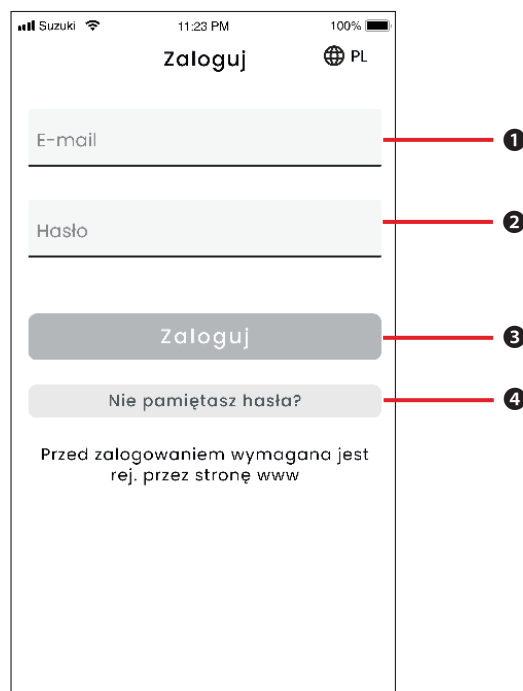 Suzuki 11:23 PM 100%
Zaloguj PL
E-mail
1
Hasło
2
Zaloguj
3
Nie pamiętasz hasła?
4
Przed zalogowaniem wymagana jest
rej. przez stronę www